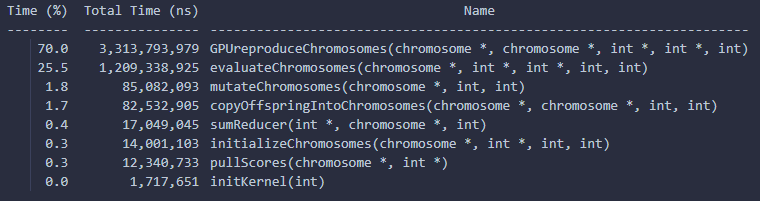 Time (%)  Total Time (ns)                                  Name
--------  ---------------  ---------------------------------------------------------------------
    70.0    3,313,793,979  GPUreproduceChromosomes(chromosome *, chromosome *, int *, int *, int)
    25.5    1,209,338,925  evaluateChromosomes(chromosome *, int *, int *, int, int)
     1.8       85,082,093  mutateChromosomes(chromosome *, int, int)
     1.7       82,532,905  copyOffspringIntoChromosomes(chromosome *, chromosome *, int, int)
     0.4       17,049,045  sumReducer(int *, chromosome *, int)
     0.3       14,001,103  initializeChromosomes(chromosome *, int *, int, int)
     0.3       12,340,733  pullScores(chromosome *, int *)
     0.0        1,717,651  initKernel(int)